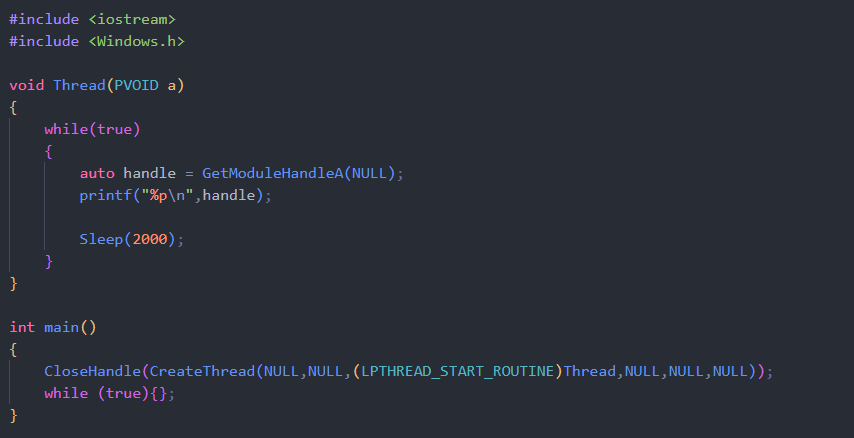 #include <iostream>
#include <Windows.h>
void Thread(PVOID a)
{
while(true)
{
auto handle = GetModuleHandleA(NULL);
printf("%p\n",handle);
Sleep(2000);
}
}
int main()
{
CloseHandle(CreateThread(NULL,NULL,(LPTHREAD_START_ROUTINE)Thread,NULL,NULL,NULL));
while (true){};
}